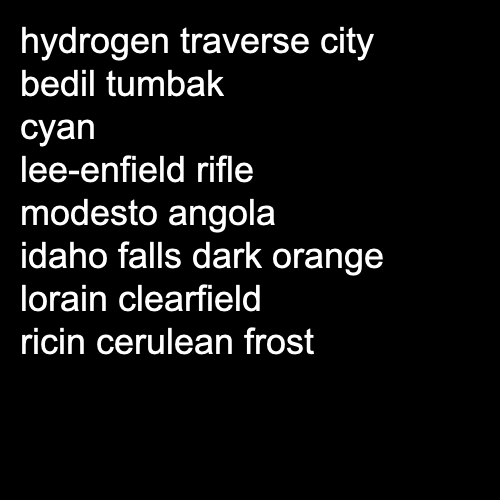 hydrogen traverse city
bedil tumbak
cyan
lee-enfield rifle
modesto angola
idaho falls dark orange
lorain clearfield
ricin cerulean frost